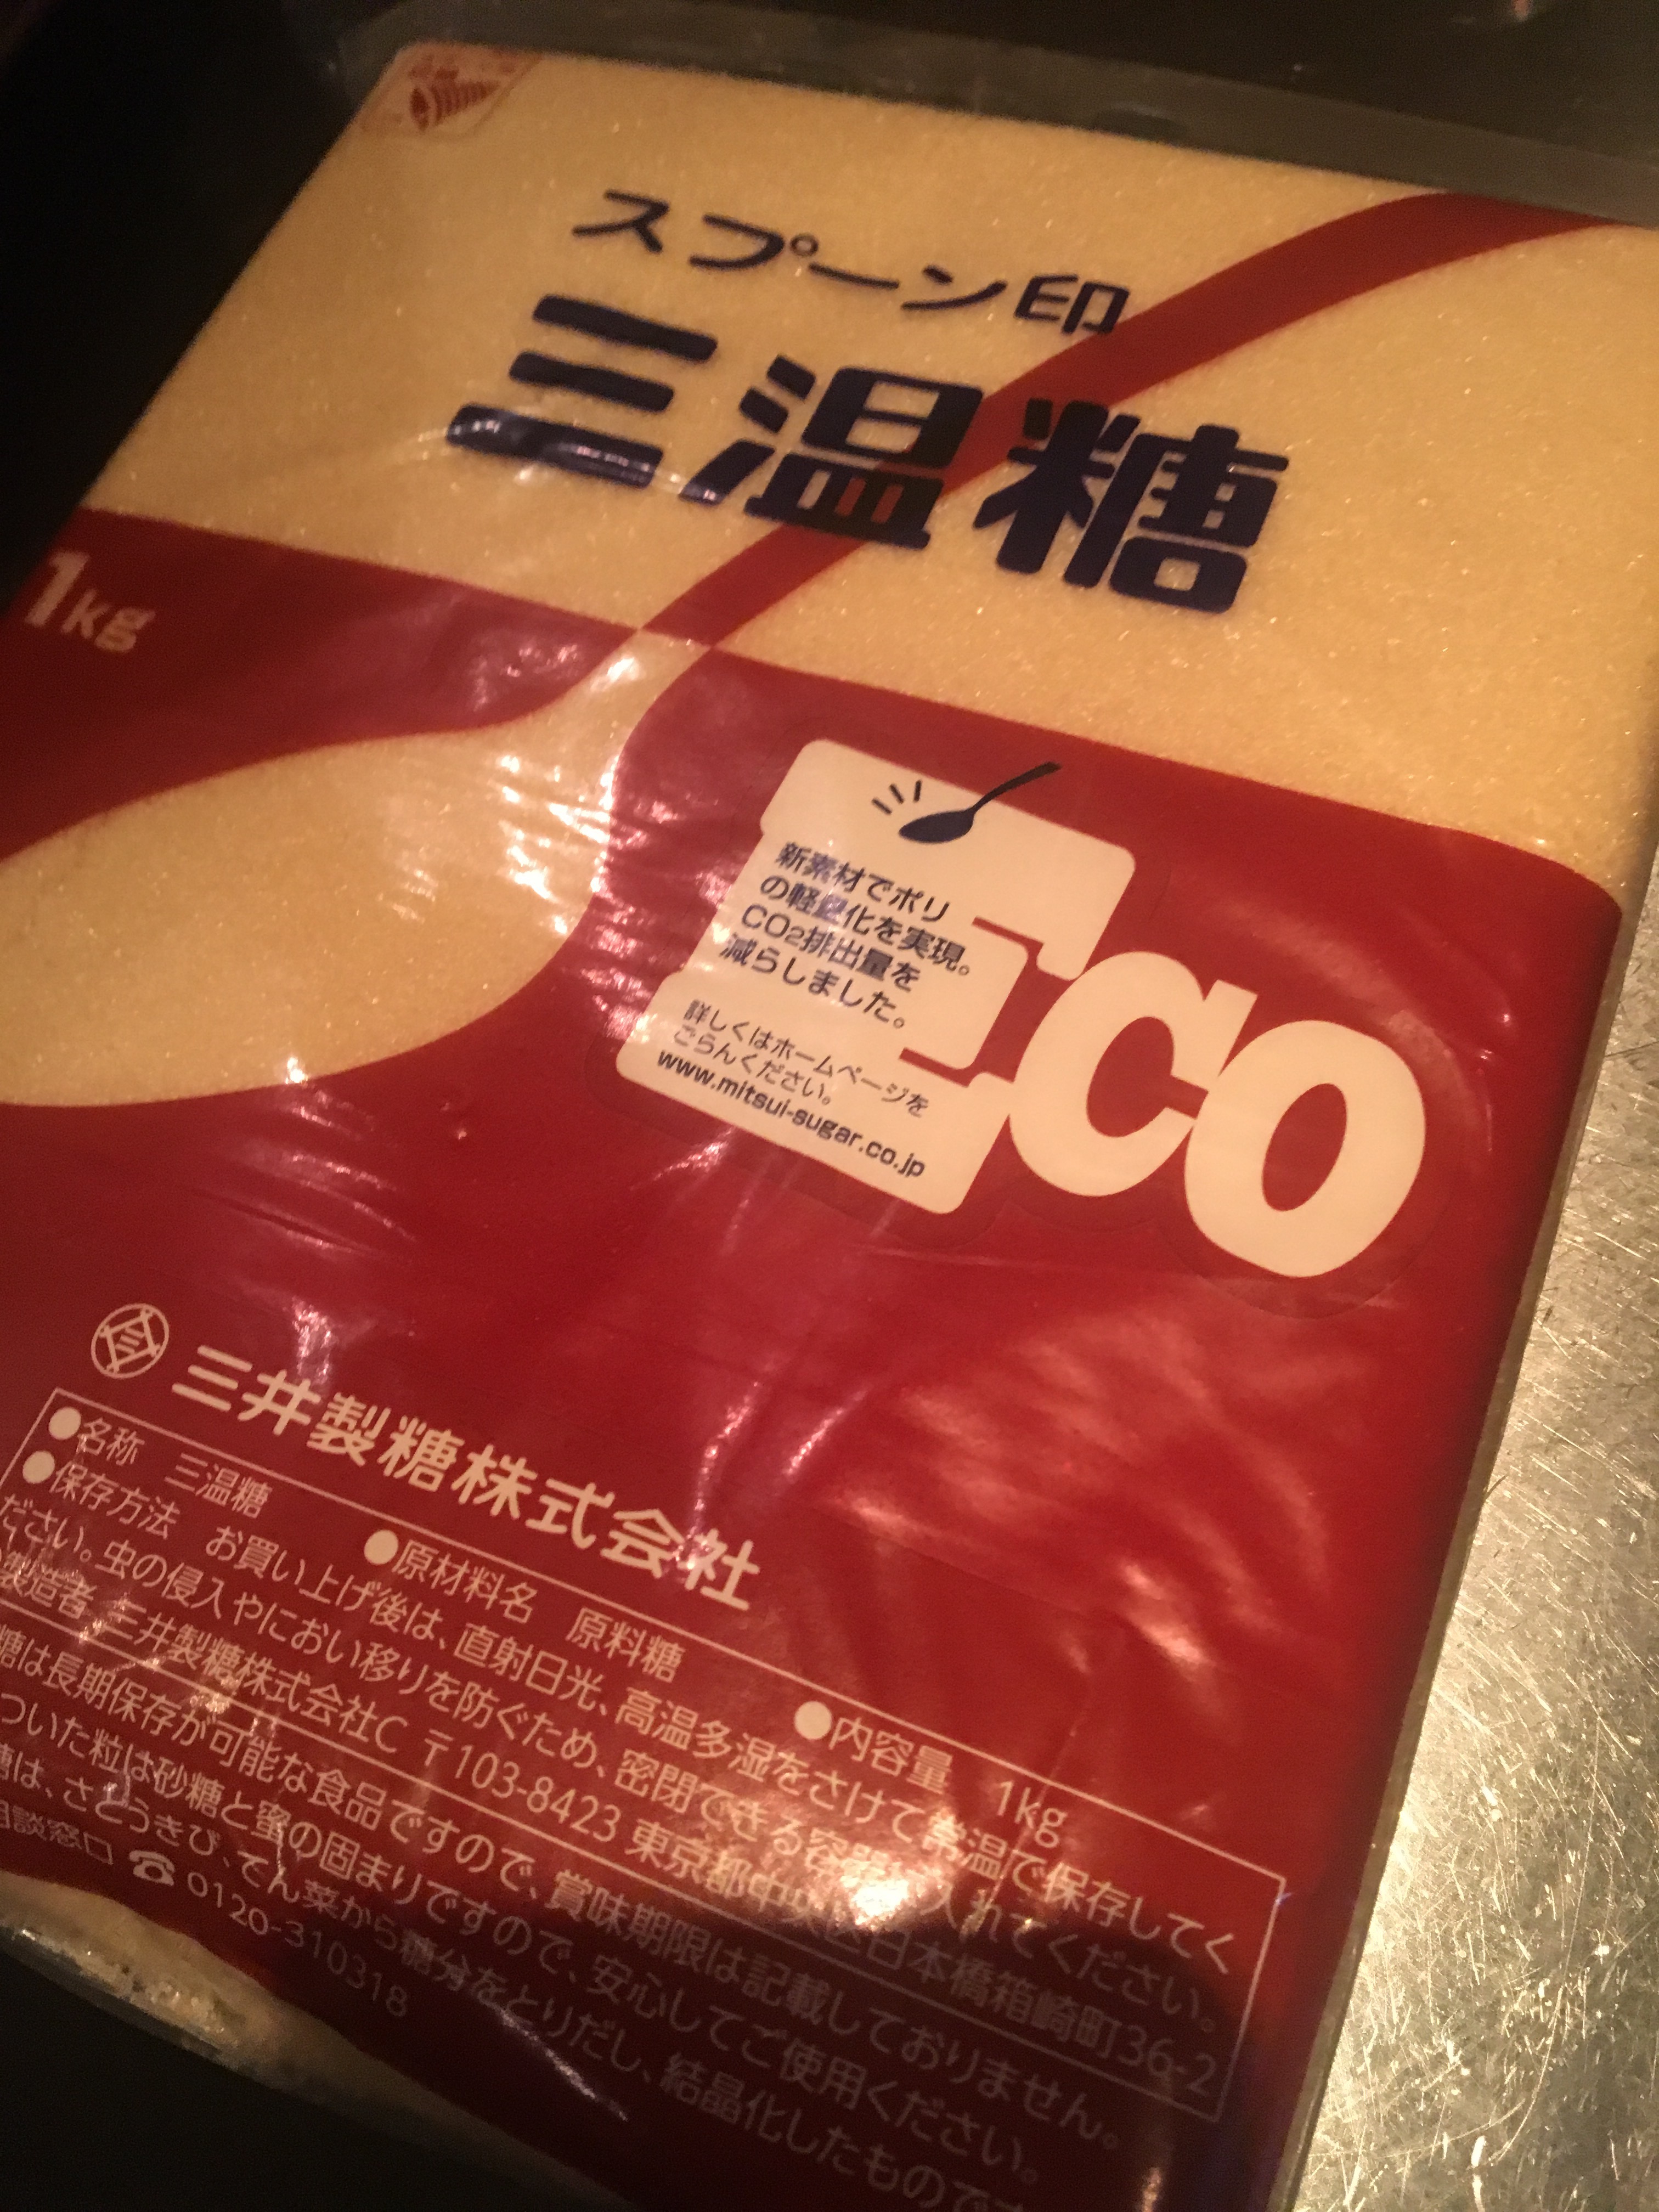 スプーン印
三温糖
1kg
新素材でポリ
の軽量化を実現。
CO2排出量を
減らしました。
詳しくはホームページを
ごらんください。
www.mitsui-sugar.co.jp
eco
三井製糖株式会社
●名称 三温糖 ●原材料名 原料糖 ●内容量 1kg
●保存方法 お買い上げ後は、直射日光、高温多湿をさけて常温で保存してく
ださい。虫の侵入やにおい移りを防ぐため、密閉できる容器に入れてください。
製造者 三井製糖株式会社C 〒103-8423 東京都中央区日本橋箱崎町36-2
糖は長期保存が可能な食品ですので、賞味期限は記載しておりません。
ついた粒は砂糖と蜜の固まりですので、安心してご使用ください。
糖は、さとうきび、てん菜から糖分をとりだし、結晶化したものです
相談窓口 0120-310318